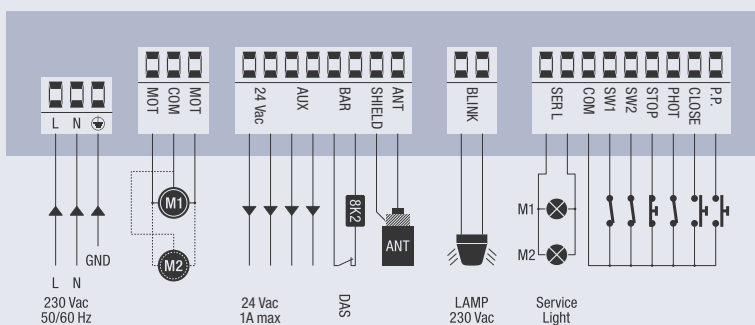 L N
MOT COM MOT
24 Vac AUX BAR SHIELD ANT
BLINK
SER L COM SW1 SW2 STOP PHOT CLOSE P.P.
M1
M2
8K2
ANT
M1
M2
GND
L N
230 Vac
50/60 Hz
24 Vac
1A max
DAS
LAMP
230 Vac
Service
Light